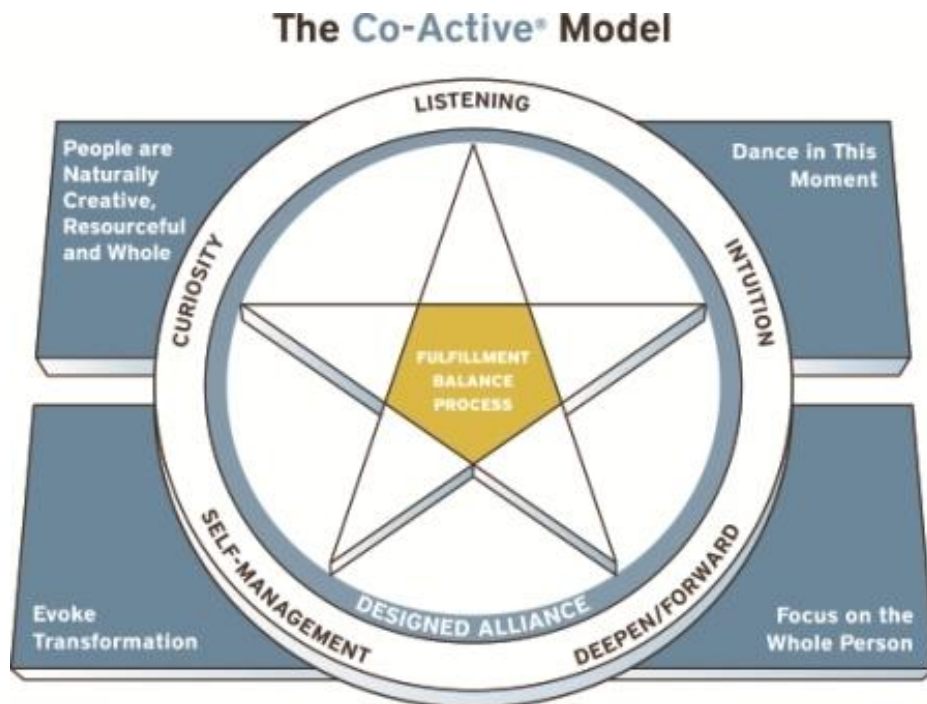 The Co-Active® Model
LISTENING
People are
Naturally
Creative,
Resourceful
and Whole
Dance in This
Moment
CURIOSITY
INTUITION
FULFILLMENT
BALANCE
PROCESS
SELF-MANAGEMENT
DESIGNED ALLIANCE
DEEPEN/FORWARD
Evoke
Transformation
Focus on the
Whole Person